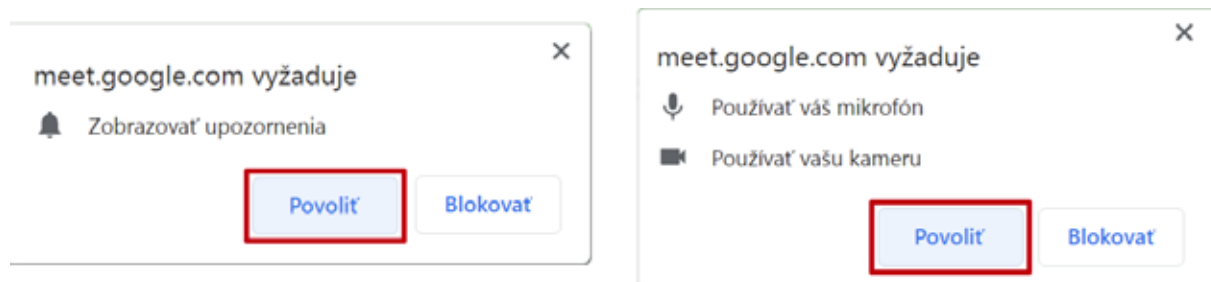 meet.google.com vyžaduje
Zobrazovať upozornenia
Povoliť Blokovať
meet.google.com vyžaduje
Používať váš mikrofón
Používať vašu kameru
Povoliť Blokovať